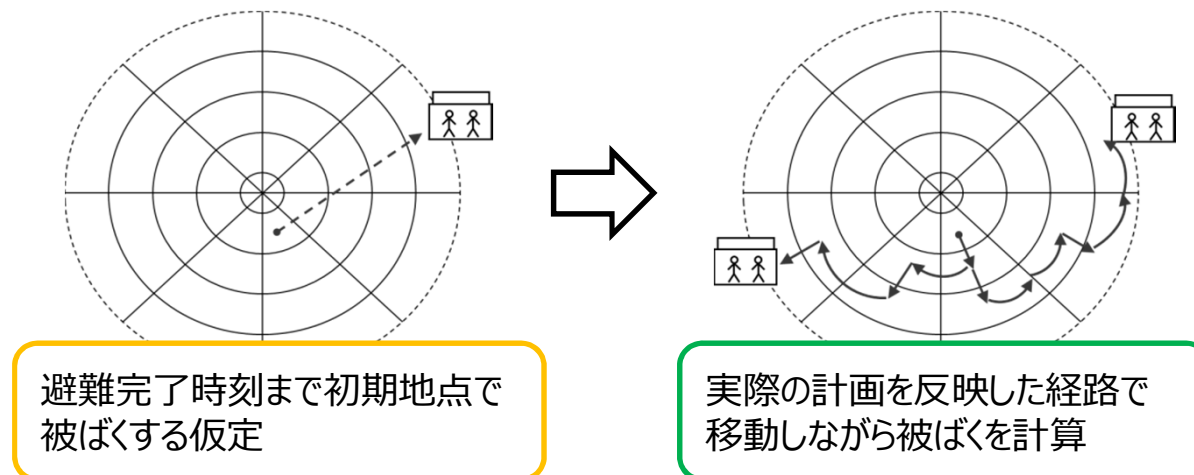 避難完了時刻まで初期地点で
被ばくする仮定
実際の計画を反映した経路で
移動しながら被ばくを計算